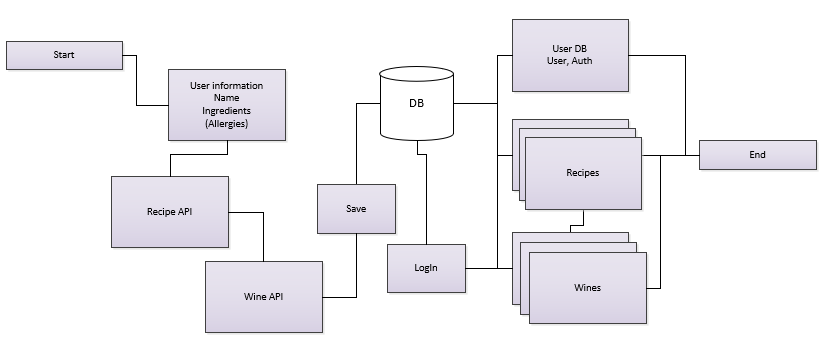 Start
User information
Name
Ingredients
(Allergies)
Recipe API
Wine API
Save
DB
LogIn
User DB
User, Auth
Recipes
Wines
End